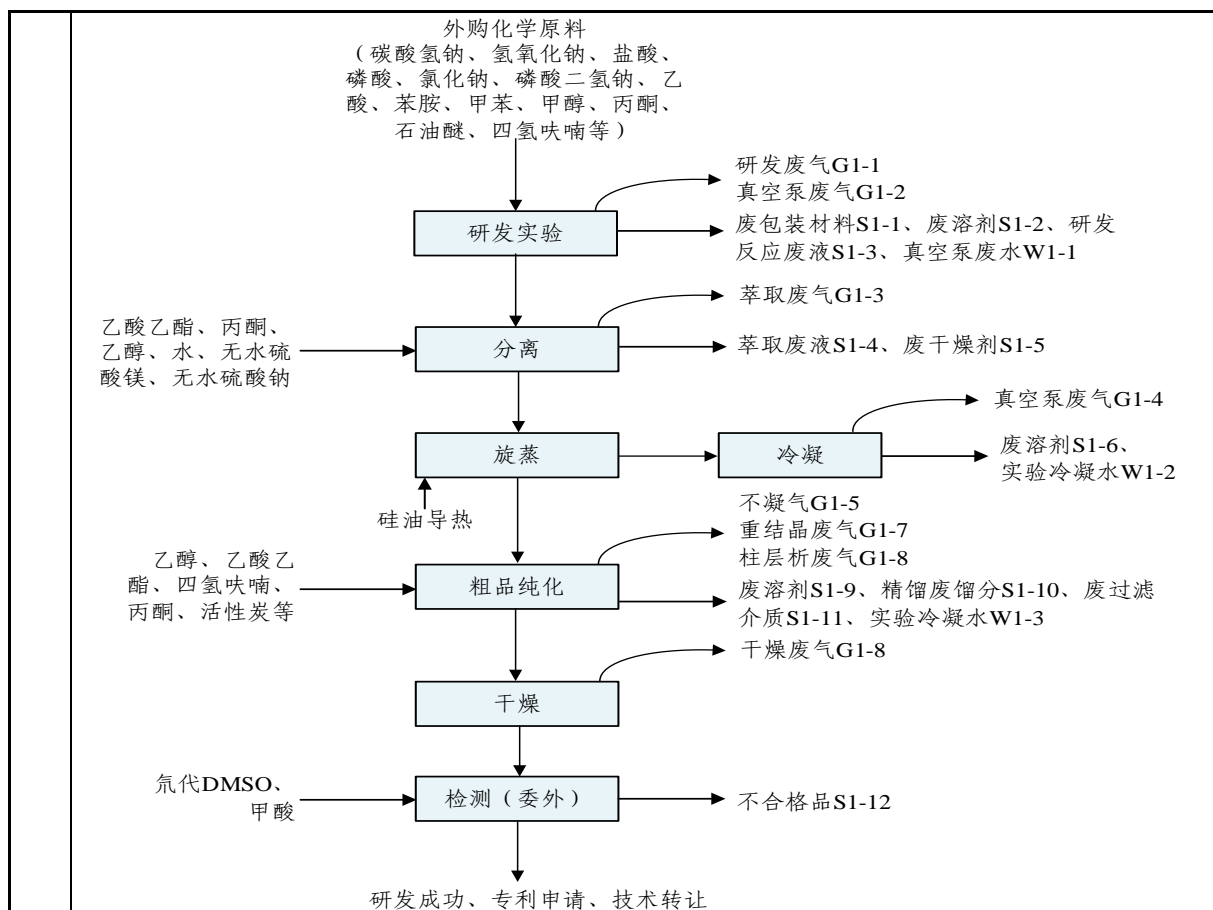 外购化学原料
（碳酸氢钠、氢氧化钠、盐酸、
磷酸、氯化钠、磷酸二氢钠、乙
酸、苯胺、甲苯、甲醇、丙酮、
石油醚、四氢呋喃等）
研发废气G1-1
真空泵废气G1-2
研发实验
废包装材料S1-1、废溶剂S1-2、研发
反应废液S1-3、真空泵废水W1-1
萃取废气G1-3
乙酸乙酯、丙酮、
乙醇、水、无水硫
酸镁、无水硫酸钠
分离
萃取废液S1-4、废干燥剂S1-5
真空泵废气G1-4
旋蒸
冷凝
废溶剂S1-6、
实验冷凝水W1-2
硅油导热
不凝气G1-5
重结晶废气G1-7
柱层析废气G1-8
乙醇、乙酸乙
酯、四氢呋喃、
丙酮、活性炭等
粗品纯化
废溶剂S1-9、精馏废馏分S1-10、废过滤
介质S1-11、实验冷凝水W1-3
干燥废气G1-8
干燥
氘代DMSO、
甲酸
检测（委外）
不合格品S1-12
研发成功、专利申请、技术转让